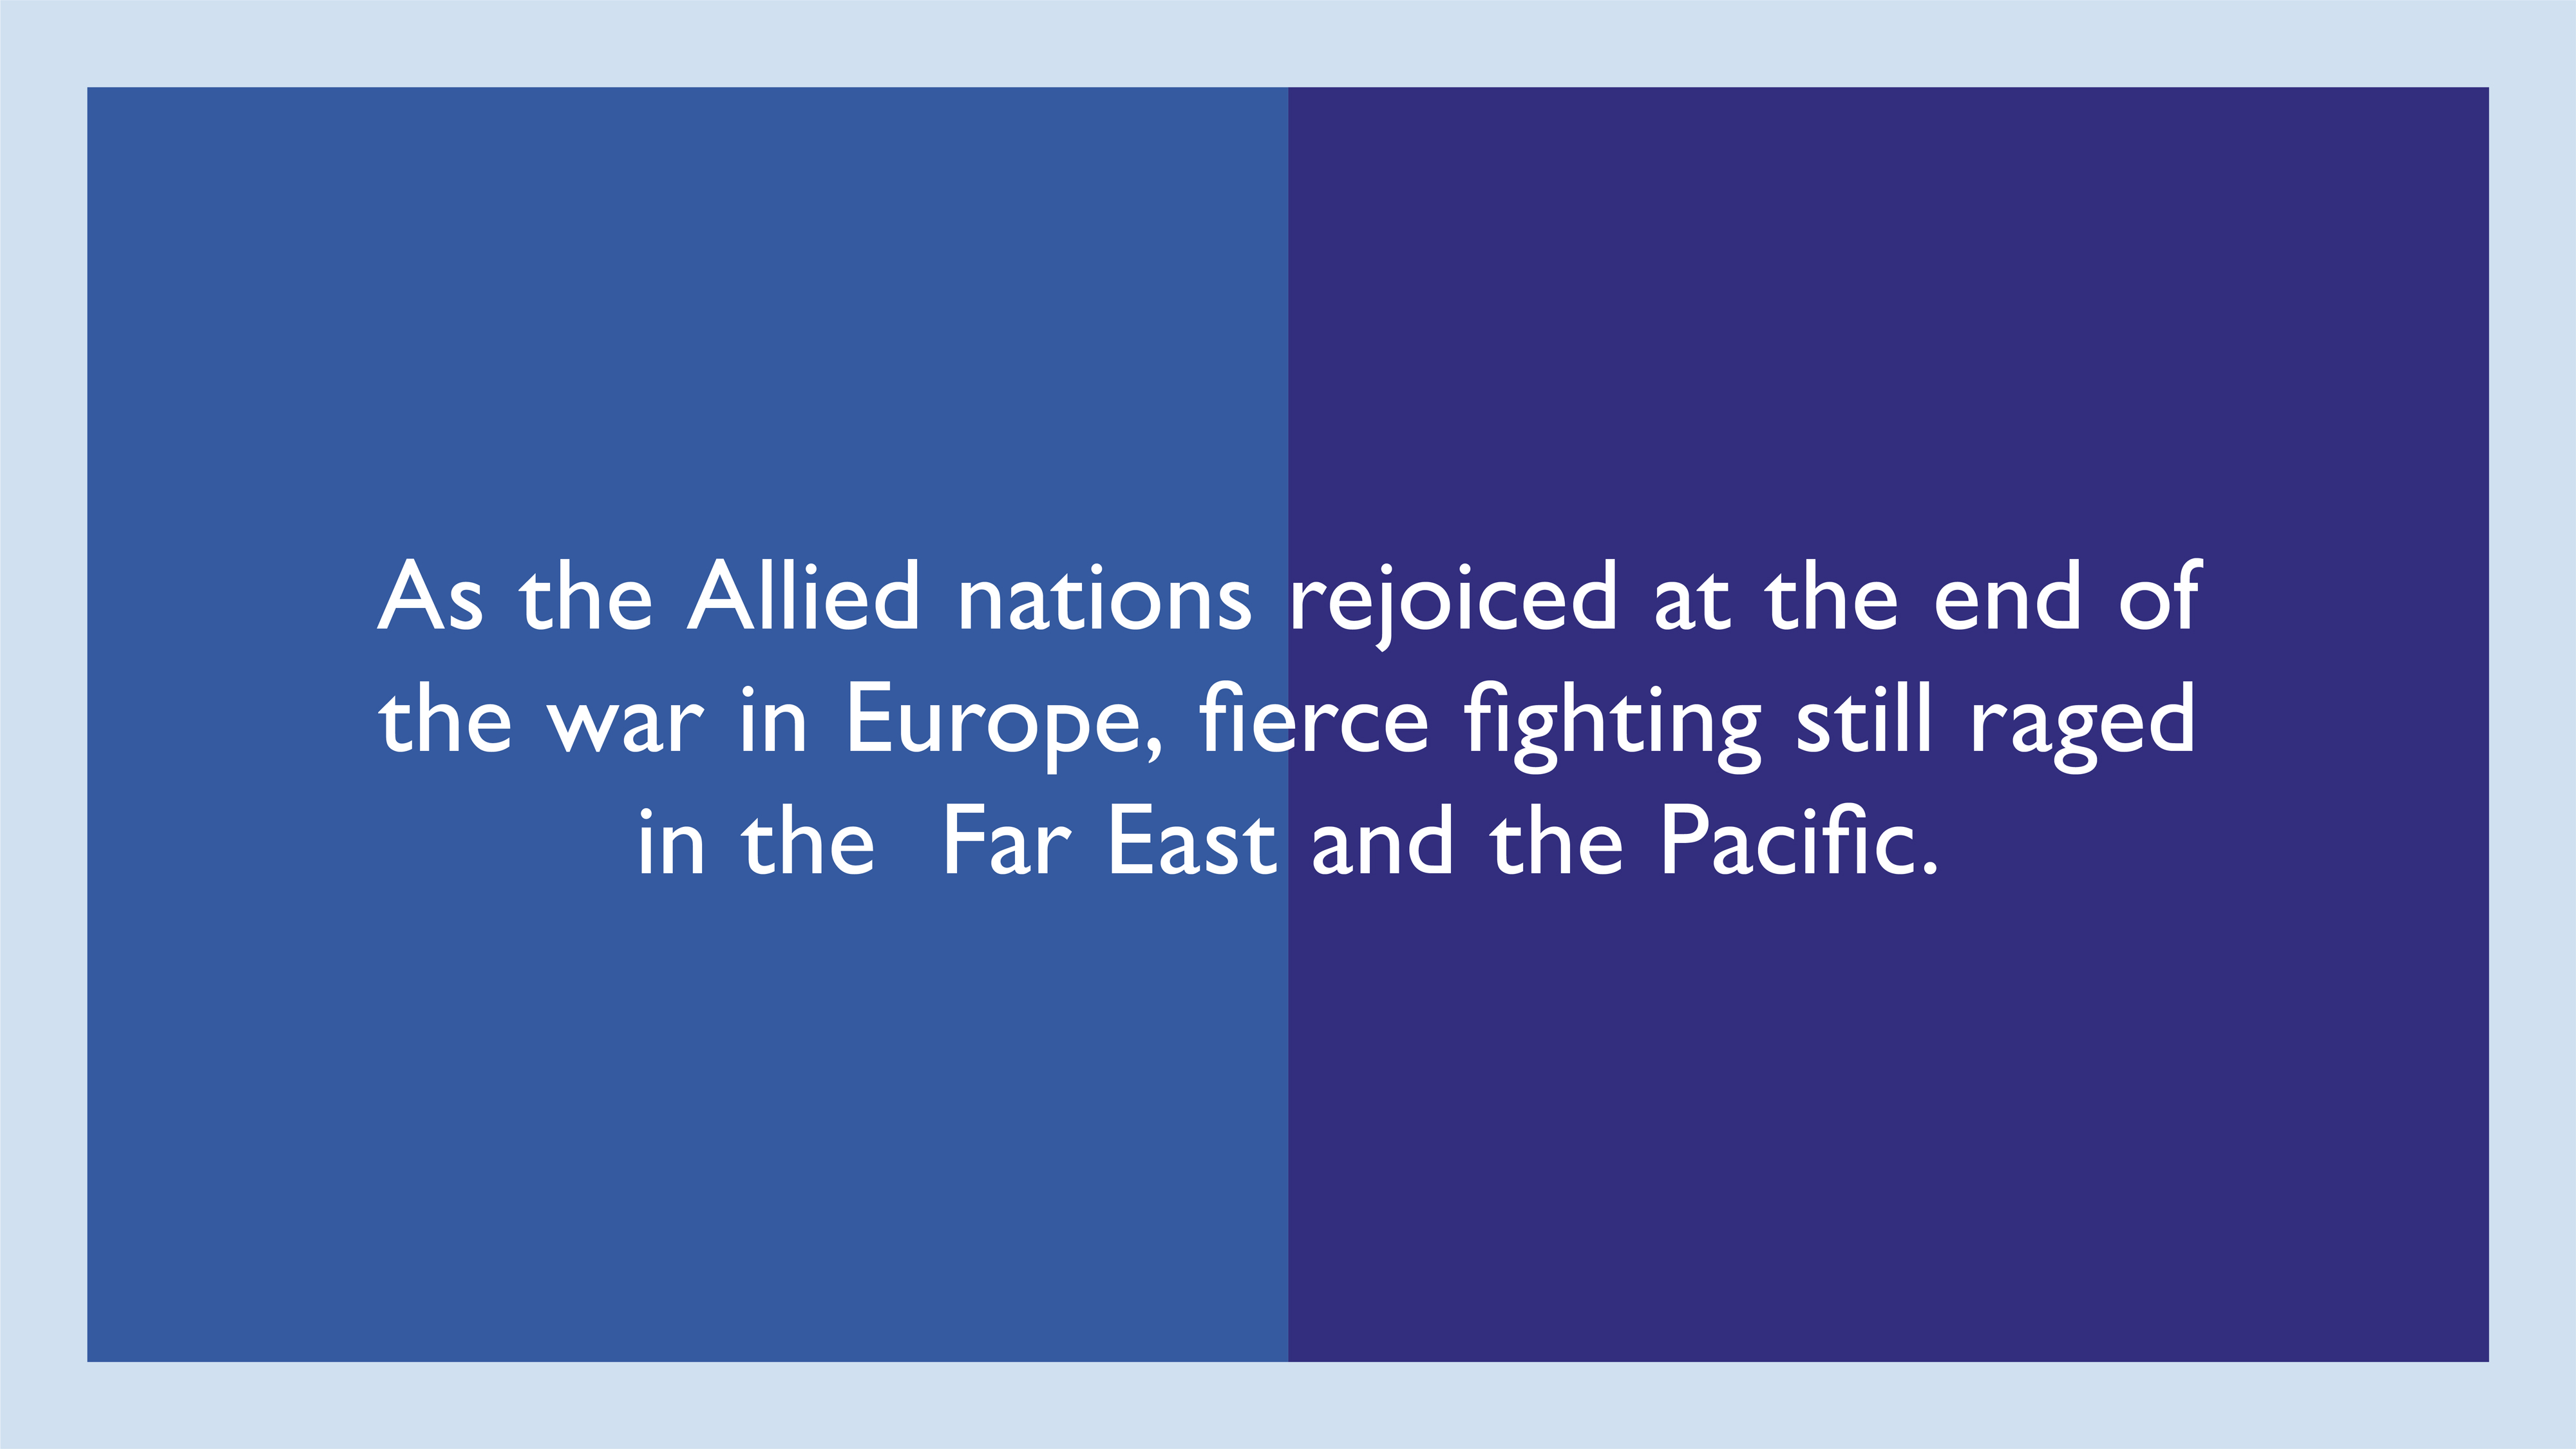 As the Allied nations rejoiced at the end of
the war in Europe, fierce fighting still raged
in the  Far East and the Pacific.